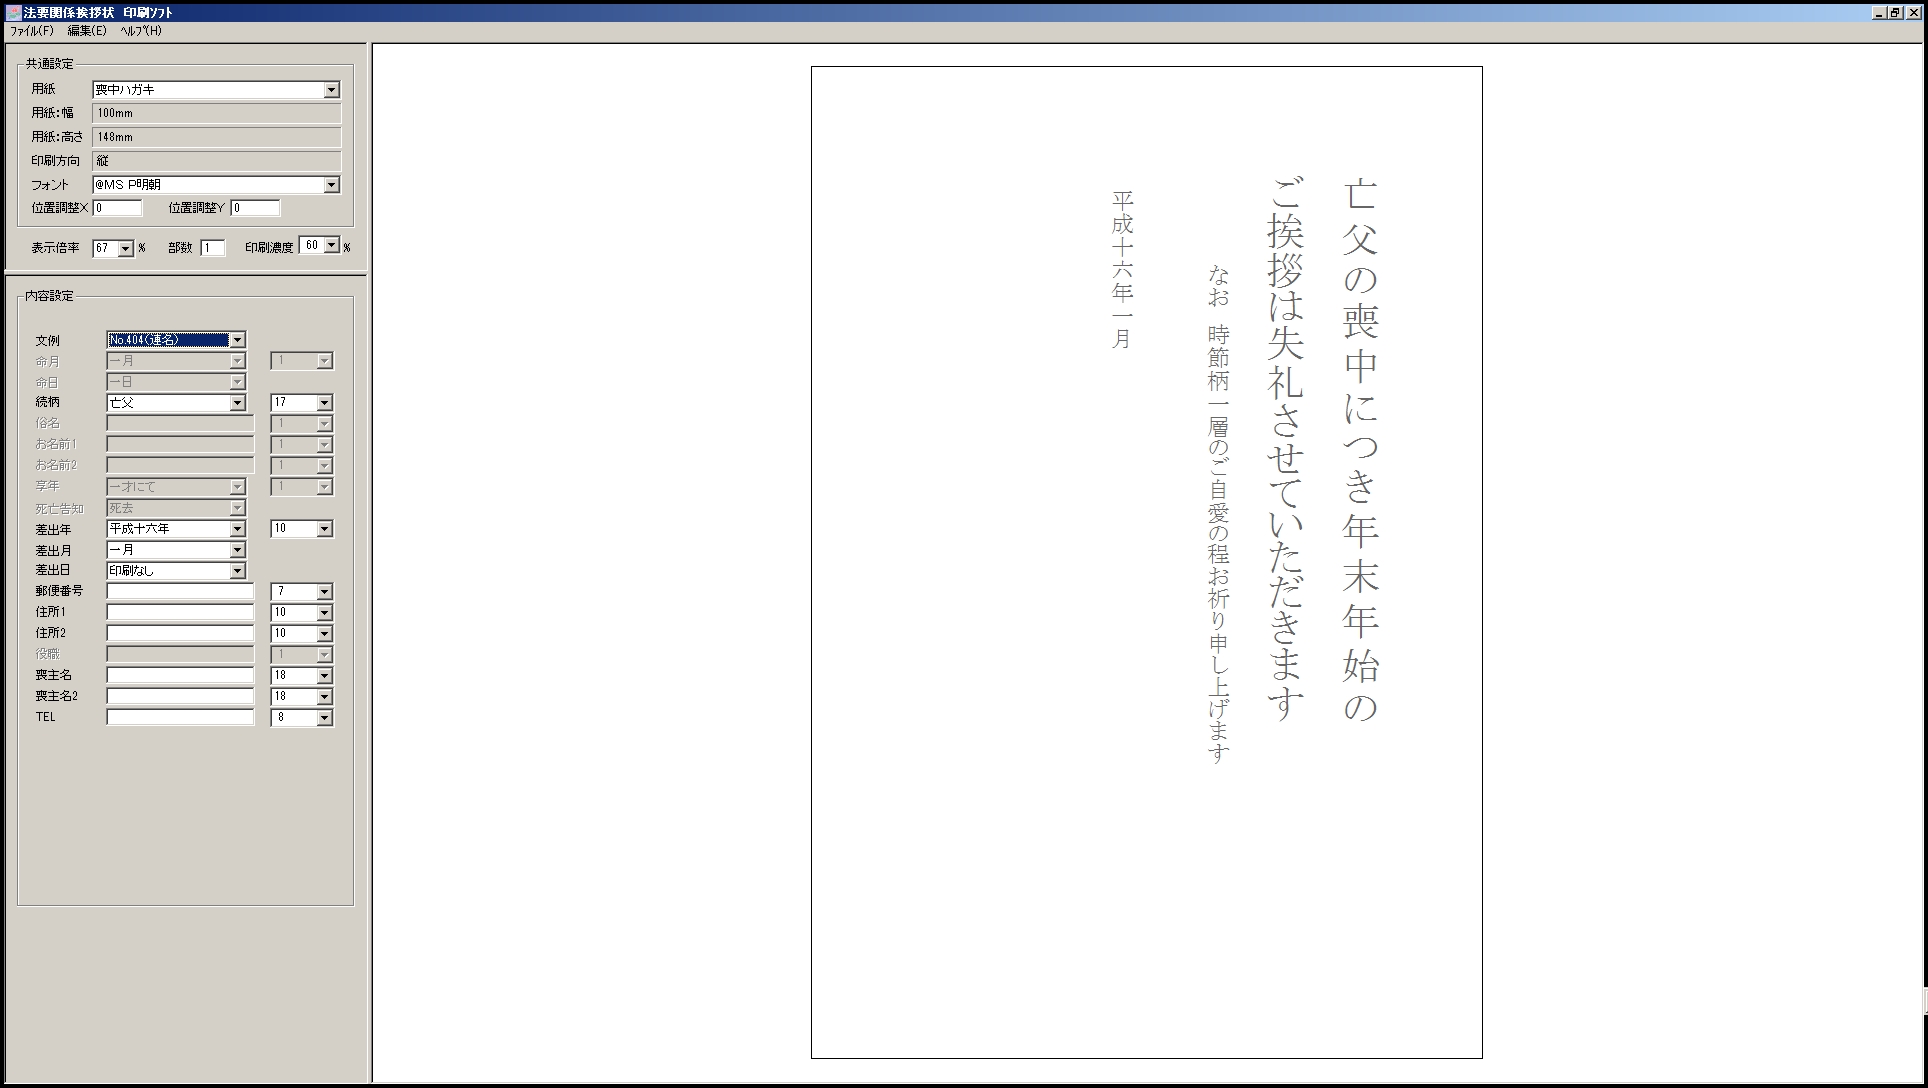 法要関係挨拶状 印刷ソフト
ファイル(F) 編集(E) ヘルプ(H)
共通設定
用紙 喪中ハガキ
用紙:幅 100mm
用紙:高さ 148mm
印刷方向 縦
フォント @MS P明朝
位置調整X 0 位置調整Y 0
表示倍率 67 % 部数 1 印刷濃度 60 %
内容設定
文例 No.404(連名)
命月 一月 1
命日 一日
続柄 亡父 17
俗名 1
お名前1 1
お名前2 1
享年 一才にて 1
死亡告知 死去
差出年 平成十六年 10
差出月 一月
差出日 印刷なし
郵便番号 7
住所1 10
住所2 10
役職 1
喪主名 18
喪主名2 18
TEL 8
亡父の喪中につき年末年始の
ご挨拶は失礼させていただきます
なお 時節柄一層のご自愛の程お祈り申し上げます
平成十六年一月